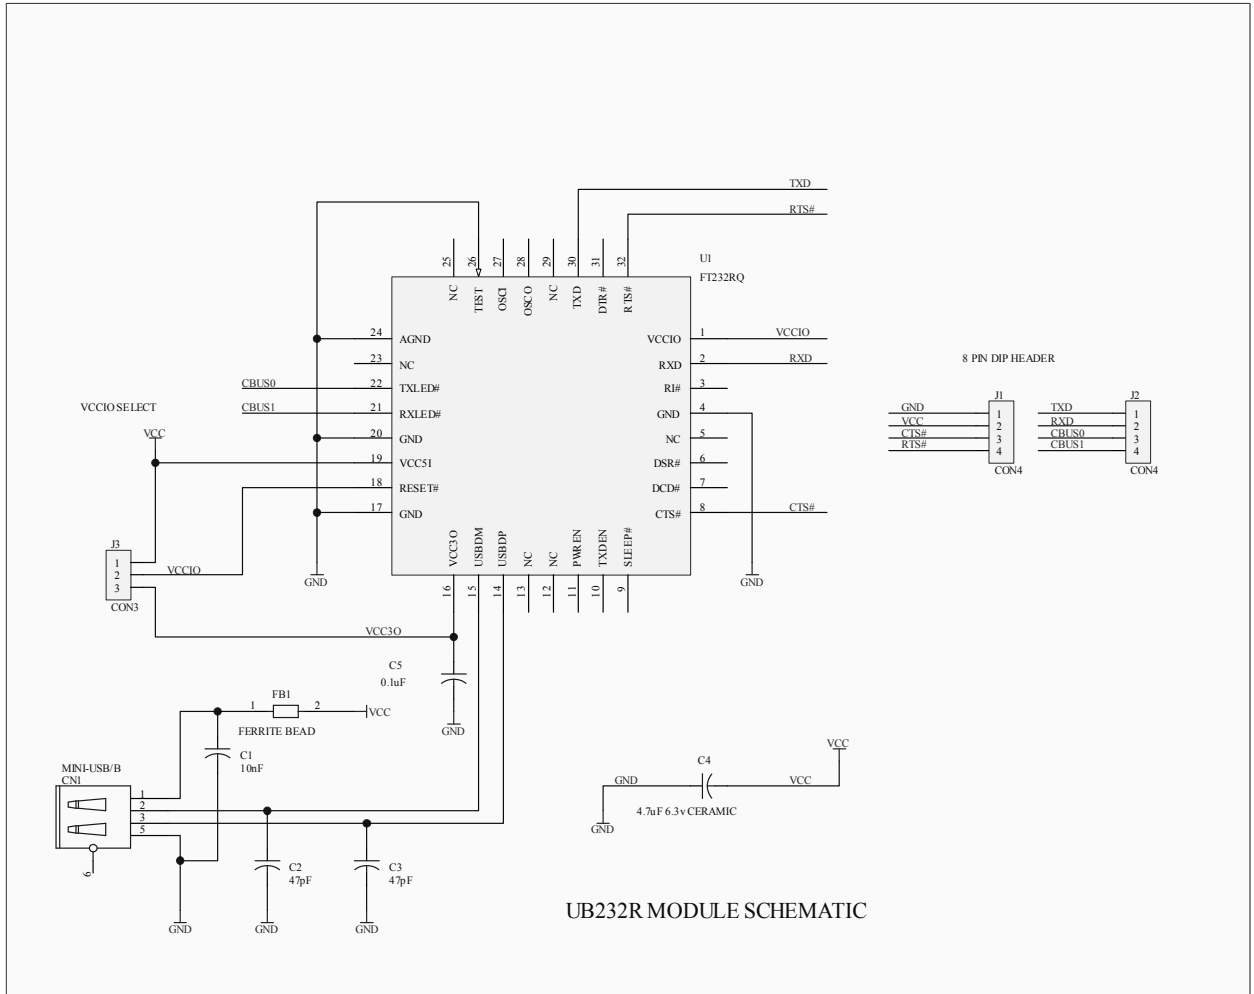 TXD
RTS#
25
26
27
28
29
30
31
32
U1
FT232RQ
NC
TEST
OSCI
OSCO
NC
TXD
DTR#
RTS#
24
AGND
VCCIO
1
VCCIO
23
NC
RXD
2
RXD
8 PIN DIP HEADER
CBUS0
22
TXLED#
RI#
3
VCCIO SELECT
CBUS1
21
RXLED#
GND
4
VCC
20
GND
NC
5
19
VCC5I
DSR#
6
18
RESET#
DCD#
7
17
GND
CTS#
8
CTS#
J1
GND
1
VCC
2
CTS#
3
RTS#
4
CON4
J2
TXD
1
RXD
2
CBUS0
3
CBUS1
4
CON4
VCC3O
USBDM
USBDP
NC
NC
PWREN
TXDEN
SLEEP#
16
15
14
13
12
11
10
9
GND
GND
J3
1
2
3
VCCIO
CON3
VCC3O
C5
0.1uF
GND
FB1
1
2
VCC
FERRITE BEAD
C1
10nF
MINI-USB/B
CN1
1
2
3
5
6
C2
47pF
C3
47pF
GND
GND
GND
VCC
C4
GND
VCC
4.7uF 6.3v CERAMIC
GND
UB232R MODULE SCHEMATIC